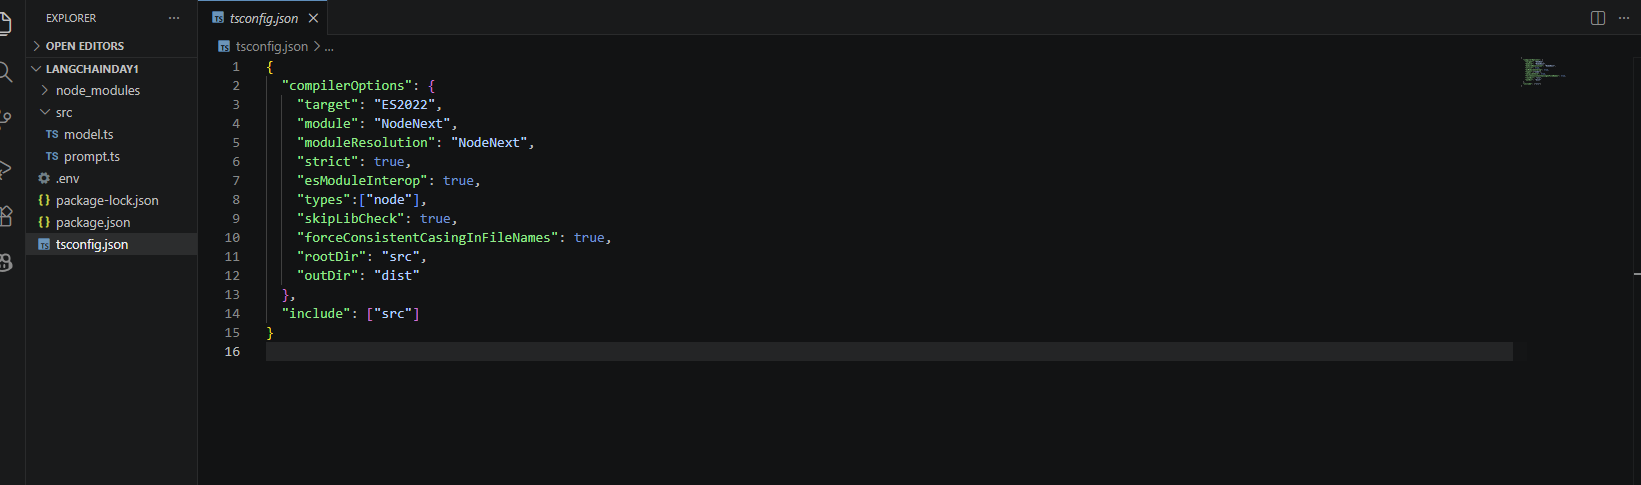 EXPLORER ...
OPEN EDITORS
LANGCHAINDAY1
node_modules
src
TS model.ts
TS prompt.ts
.env
{} package-lock.json
{} package.json
TS tsconfig.json
TS tsconfig.json
TS tsconfig.json > ...
1 {
2 "compilerOptions": {
3 "target": "ES2022",
4 "module": "NodeNext",
5 "moduleResolution": "NodeNext",
6 "strict": true,
7 "esModuleInterop": true,
8 "types":["node"],
9 "skipLibCheck": true,
10 "forceConsistentCasingInFileNames": true,
11 "rootDir": "src",
12 "outDir": "dist"
13 },
14 "include": ["src"]
15 }
16